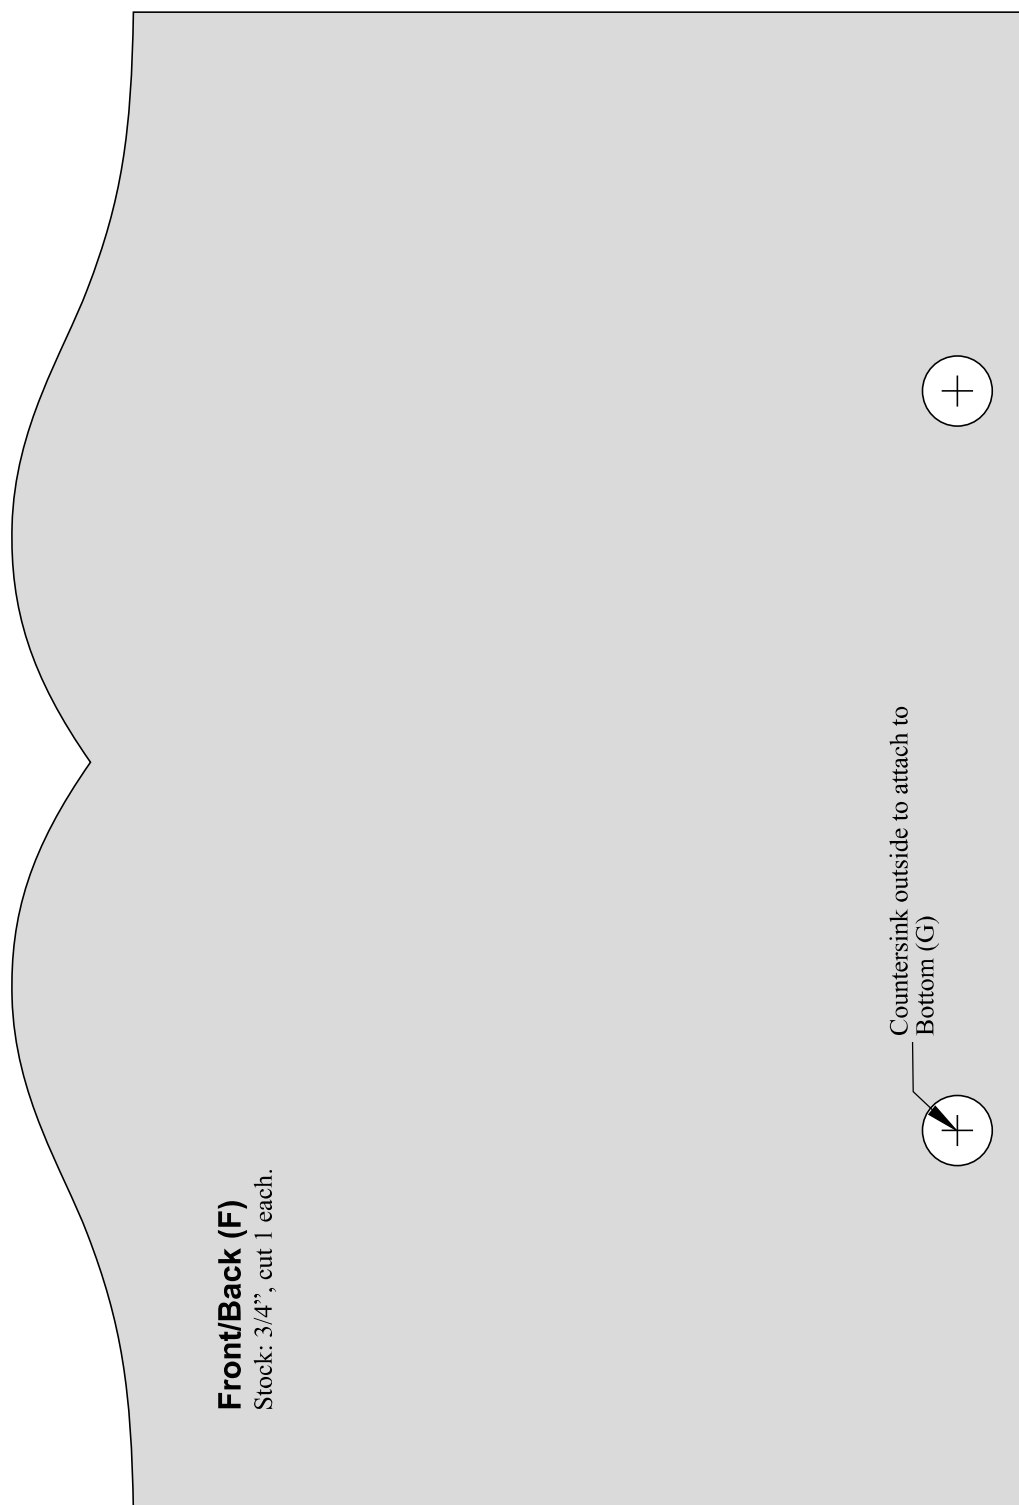 Front/Back (F)
Stock: 3/4”, cut 1 each.
Countersink outside to attach to
Bottom (G)